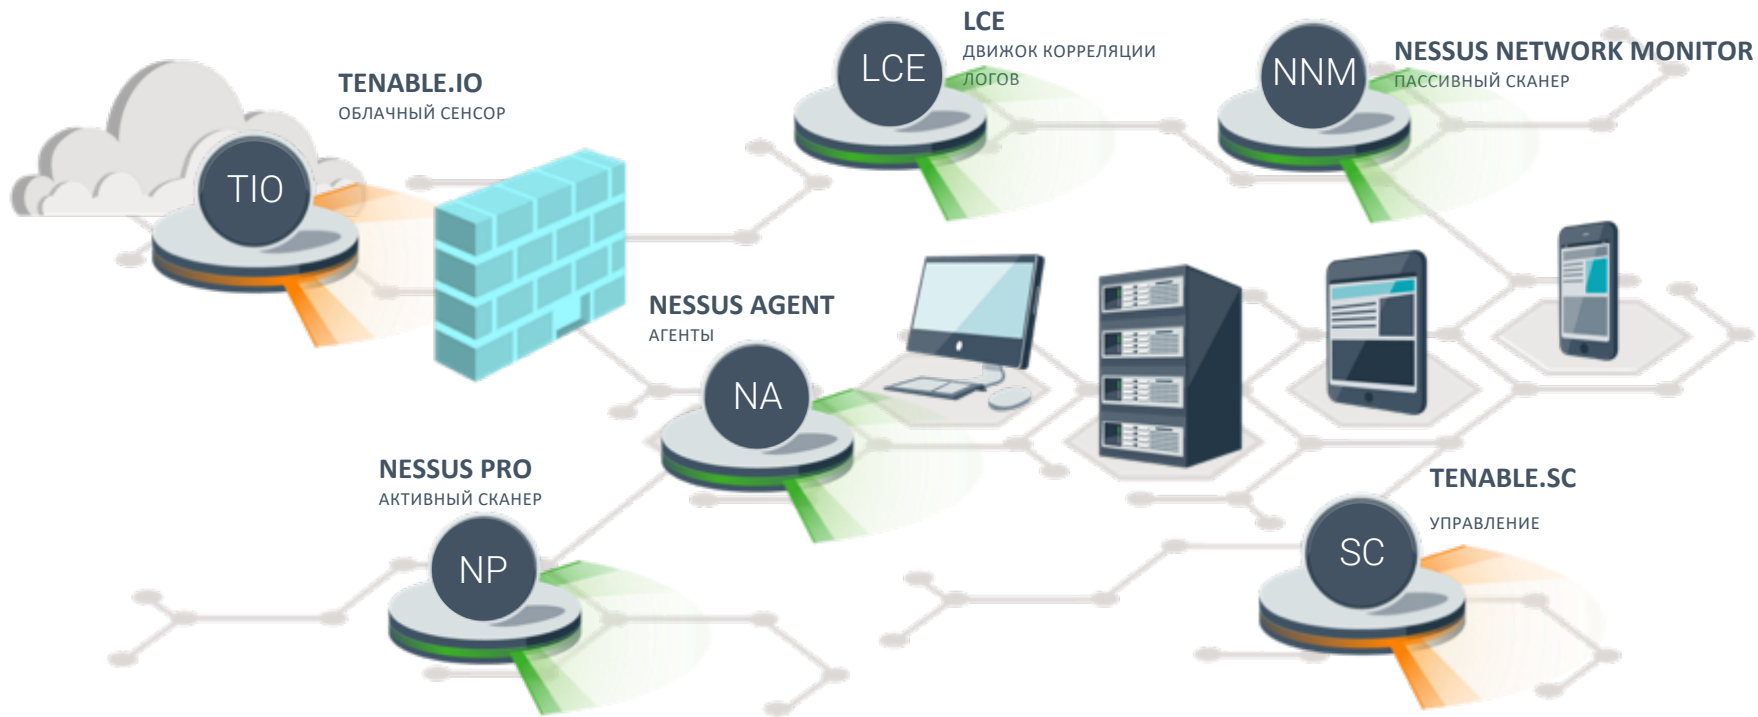 LCE
ДВИЖОК КОРРЕЛЯЦИИ
ЛОГОВ
LCE
NESSUS NETWORK MONITOR
ПАССИВНЫЙ СКАНЕР
NNM
TENABLE.IO
ОБЛАЧНЫЙ СЕНСОР
TIO
NESSUS AGENT
АГЕНТЫ
NA
NESSUS PRO
АКТИВНЫЙ СКАНЕР
NP
TENABLE.SC
УПРАВЛЕНИЕ
SC